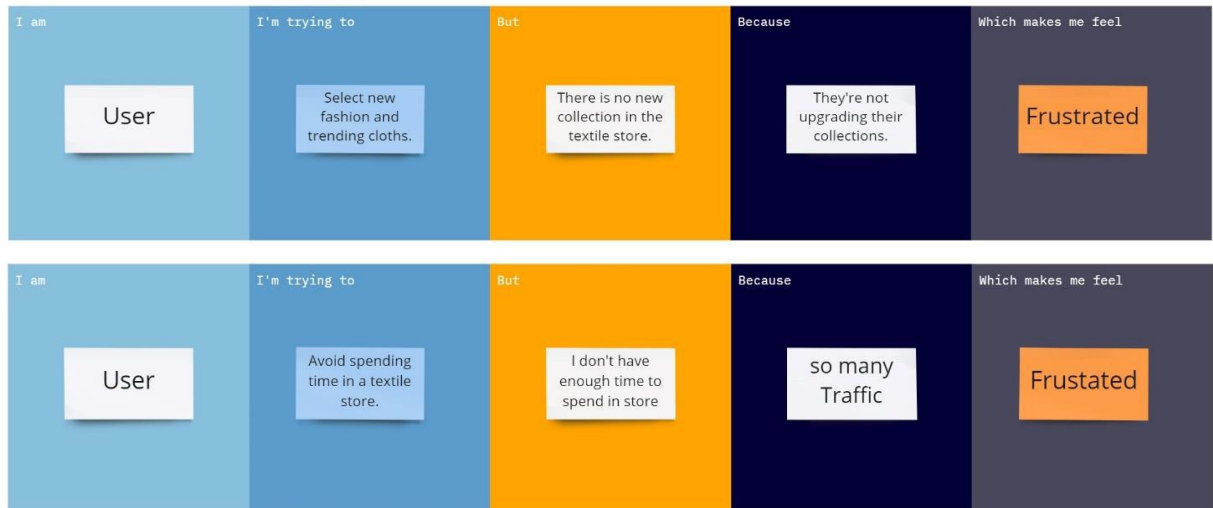 I am
I'm trying to
But
Because
Which makes me feel
User
Select new
fashion and
trending cloths.
There is no new
collection in the
textile store.
They're not
upgrading their
collections.
Frustrated
I am
I'm trying to
But
Because
Which makes me feel
User
Avoid spending
time in a textile
store.
I don't have
enough time to
spend in store
so many
Traffic
Frustated